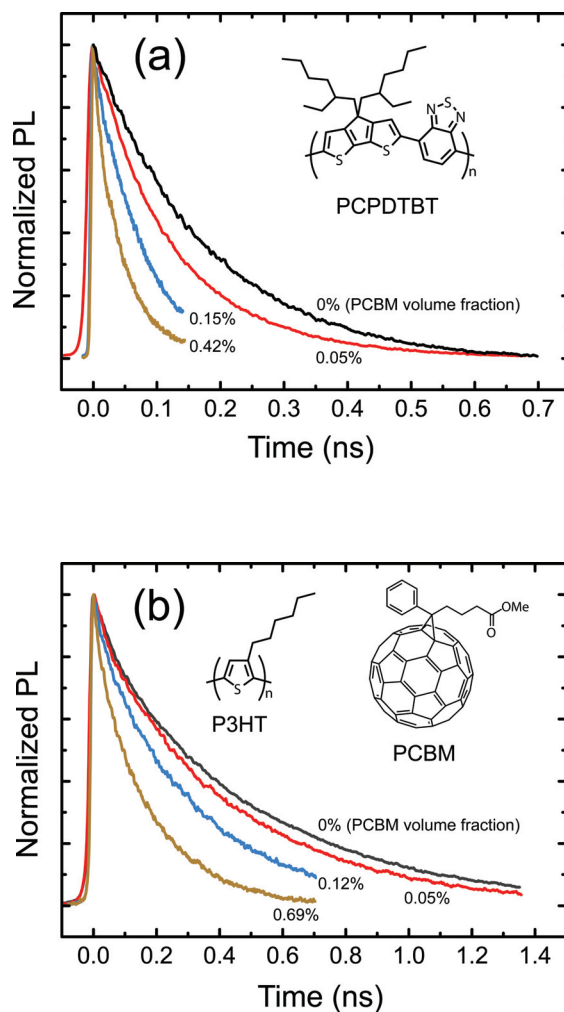 (a)
Normalized PL
N
S
N
S
S
n
PCPDTBT
0% (PCBM volume fraction)
0.15%
0.42%
0.05%
0.0 0.1 0.2 0.3 0.4 0.5 0.6 0.7
Time (ns)
(b)
Normalized PL
OMe
O
S
n
P3HT
PCBM
0% (PCBM volume fraction)
0.12%
0.05%
0.69%
0.0 0.2 0.4 0.6 0.8 1.0 1.2 1.4
Time (ns)